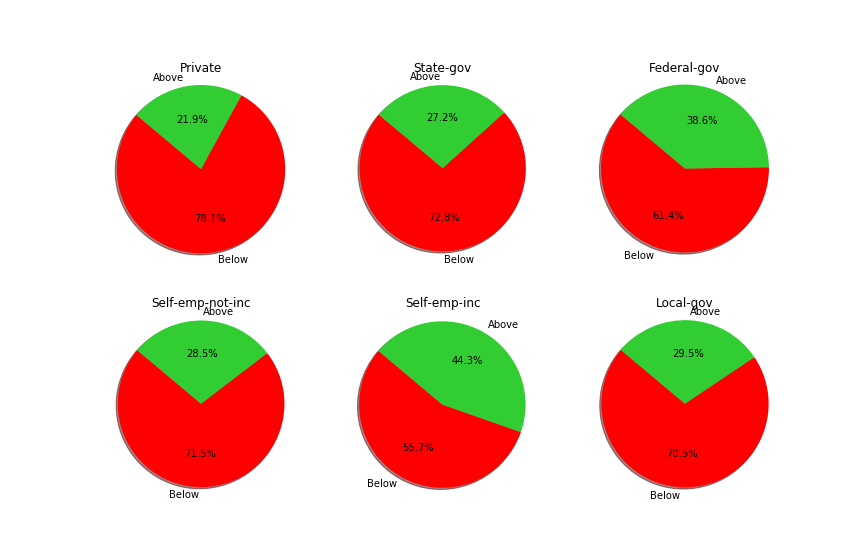 Private
Above
21.9%
78.1%
Below
State-gov
Above
27.2%
72.8%
Below
Federal-gov
Above
38.6%
61.4%
Below
Self-emp-not-inc
Above
28.5%
71.5%
Below
Self-emp-inc
Above
44.3%
55.7%
Below
Local-gov
Above
29.5%
70.5%
Below